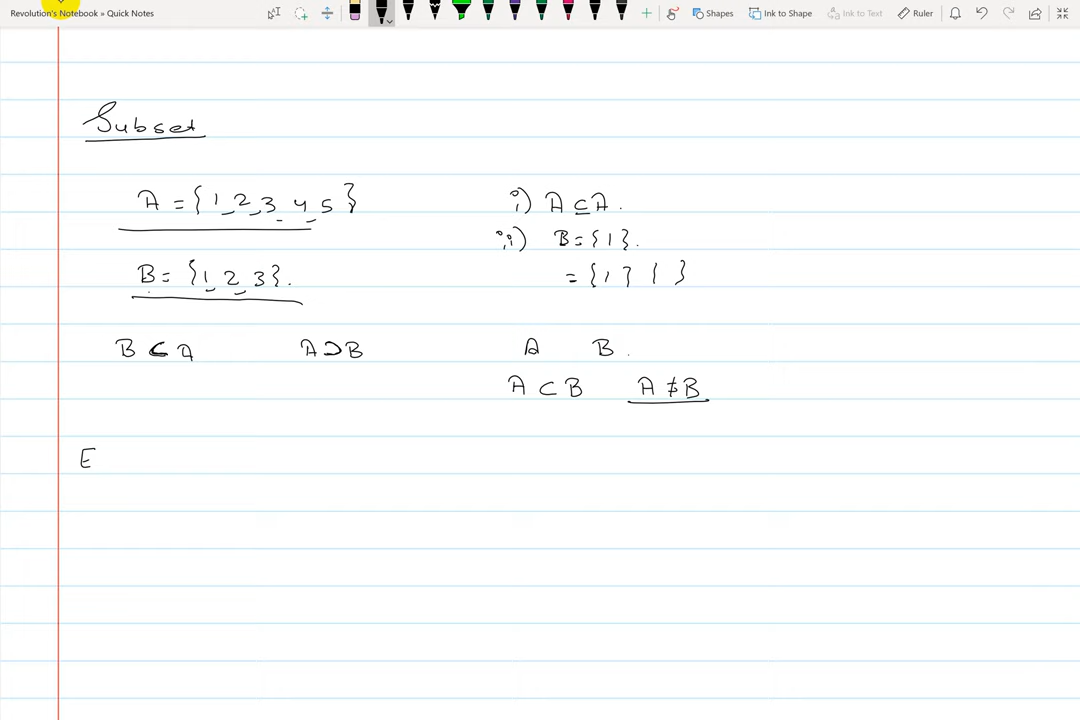 Revolution's Notebook » Quick Notes
Shapes
Ink to Shape
Ink to Text
Ruler
Subset
A = { 1, 2, 3, 4, 5 }
B = { 1, 2, 3 }.
B ⊂ A A ⊃ B
i) A ⊆ A.
ii) B = { 1 }.
= { 1 } { }
A B.
A ⊂ B A ≠ B
E